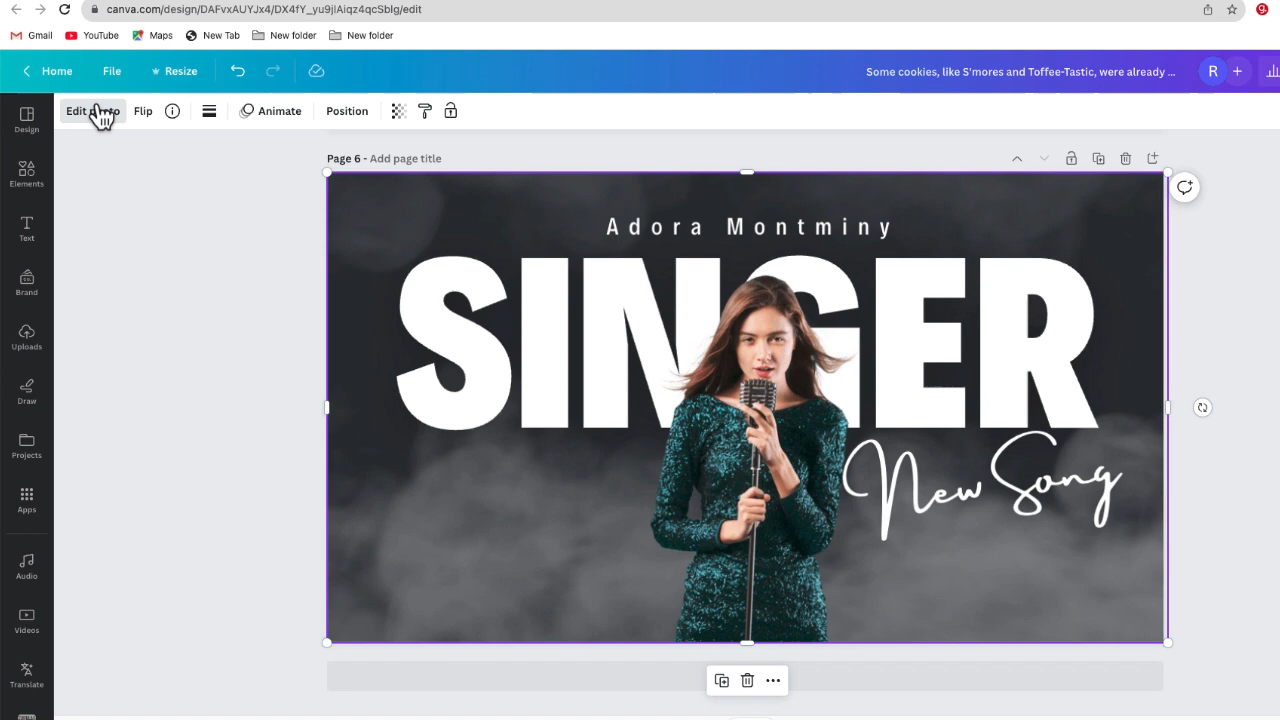 canva.com/design/DAFvxAUYJx4/DX4fY_yu9jlAiqz4qcSbIg/edit
Gmail YouTube Maps New Tab New folder New folder
Home File Resize Some cookies, like S'mores and Toffee-Tastic, were already ... R
Edit Flip Animate Position
Design
Elements
Text
Brand
Uploads
Draw
Projects
Apps
Audio
Videos
Translate
Page 6 - Add page title
Adora Montminy
SINGER
New Song